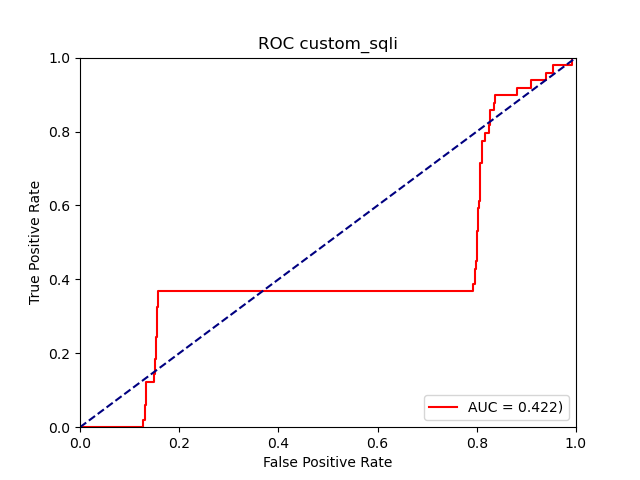 ROC custom_sqli
1.0
0.8
0.6
0.4
0.2
0.0
True Positive Rate
AUC = 0.422)
0.0 0.2 0.4 0.6 0.8 1.0
False Positive Rate